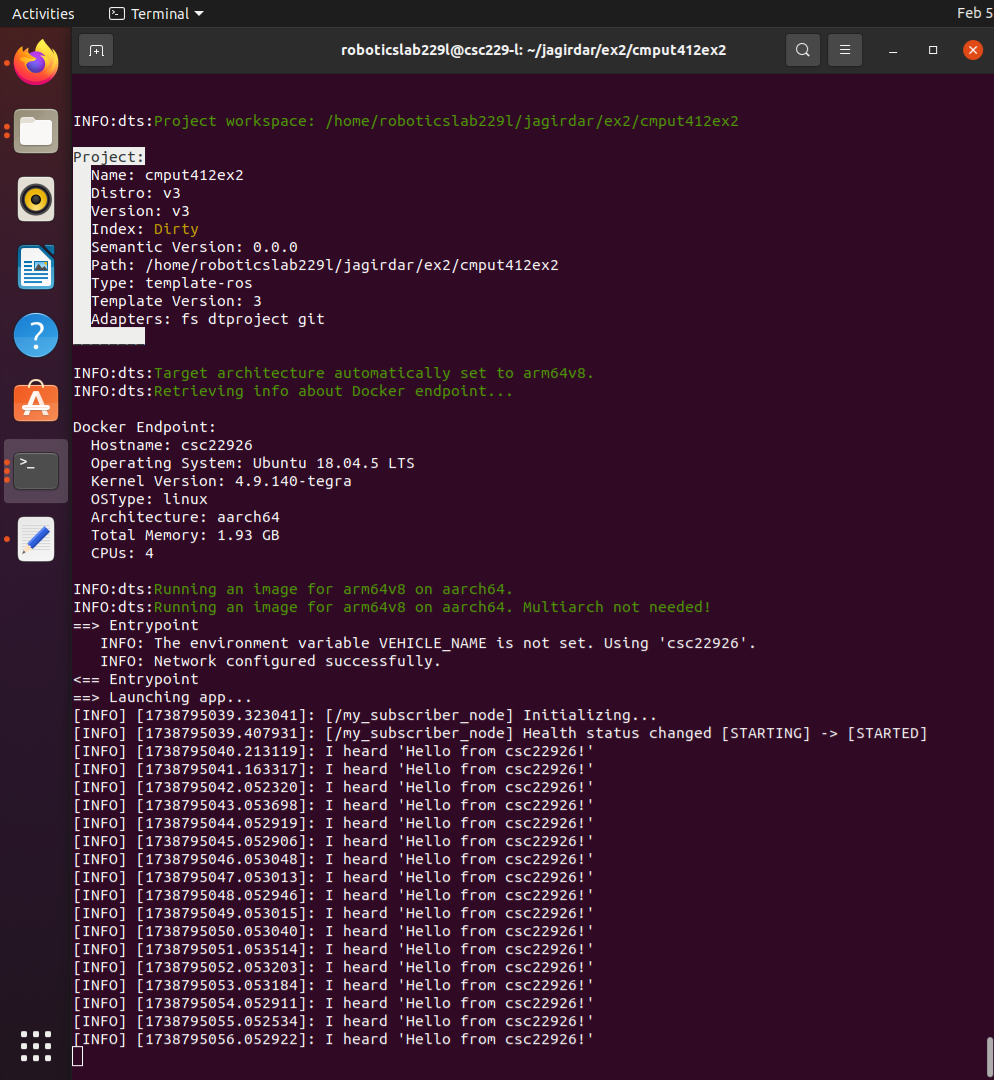 Activities Terminal Feb 5
roboticslab229l@csc229-l: ~/jagirdar/ex2/cmput412ex2
INFO:dts:Project workspace: /home/roboticslab229l/jagirdar/ex2/cmput412ex2
Project:
Name: cmput412ex2
Distro: v3
Version: v3
Index: Dirty
Semantic Version: 0.0.0
Path: /home/roboticslab229l/jagirdar/ex2/cmput412ex2
Type: template-ros
Template Version: 3
Adapters: fs dtproject git
INFO:dts:Target architecture automatically set to arm64v8.
INFO:dts:Retrieving info about Docker endpoint...
Docker Endpoint:
Hostname: csc22926
Operating System: Ubuntu 18.04.5 LTS
Kernel Version: 4.9.140-tegra
OSType: linux
Architecture: aarch64
Total Memory: 1.93 GB
CPUs: 4
INFO:dts:Running an image for arm64v8 on aarch64.
INFO:dts:Running an image for arm64v8 on aarch64. Multiarch not needed!
==> Entrypoint
INFO: The environment variable VEHICLE_NAME is not set. Using 'csc22926'.
INFO: Network configured successfully.
<== Entrypoint
==> Launching app...
[INFO] [1738795039.323041]: [/my_subscriber_node] Initializing...
[INFO] [1738795039.407931]: [/my_subscriber_node] Health status changed [STARTING] -> [STARTED]
[INFO] [1738795040.213119]: I heard 'Hello from csc22926!'
[INFO] [1738795041.163317]: I heard 'Hello from csc22926!'
[INFO] [1738795042.052320]: I heard 'Hello from csc22926!'
[INFO] [1738795043.053698]: I heard 'Hello from csc22926!'
[INFO] [1738795044.052919]: I heard 'Hello from csc22926!'
[INFO] [1738795045.052906]: I heard 'Hello from csc22926!'
[INFO] [1738795046.053048]: I heard 'Hello from csc22926!'
[INFO] [1738795047.053013]: I heard 'Hello from csc22926!'
[INFO] [1738795048.052946]: I heard 'Hello from csc22926!'
[INFO] [1738795049.053015]: I heard 'Hello from csc22926!'
[INFO] [1738795050.053040]: I heard 'Hello from csc22926!'
[INFO] [1738795051.053514]: I heard 'Hello from csc22926!'
[INFO] [1738795052.053203]: I heard 'Hello from csc22926!'
[INFO] [1738795053.053184]: I heard 'Hello from csc22926!'
[INFO] [1738795054.052911]: I heard 'Hello from csc22926!'
[INFO] [1738795055.052534]: I heard 'Hello from csc22926!'
[INFO] [1738795056.052922]: I heard 'Hello from csc22926!'